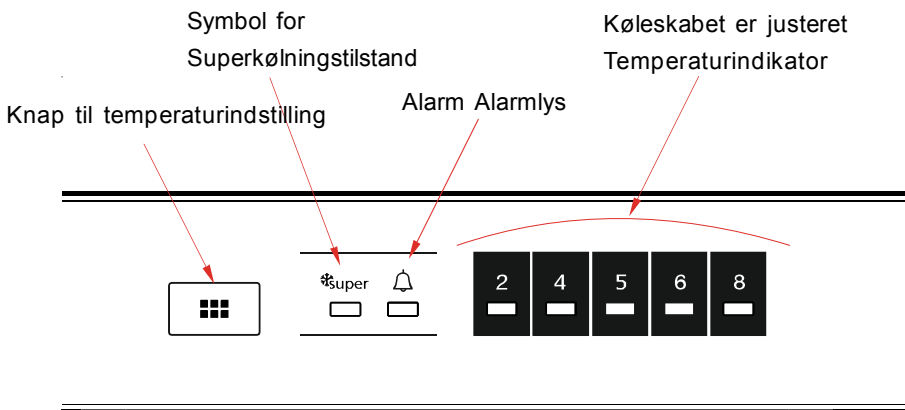 Symbol for
Superkølningstilstand
Køleskabet er justeret
Temperaturindikator
Knap til temperaturindstilling
Alarm Alarmlys
super
2 4 5 6 8